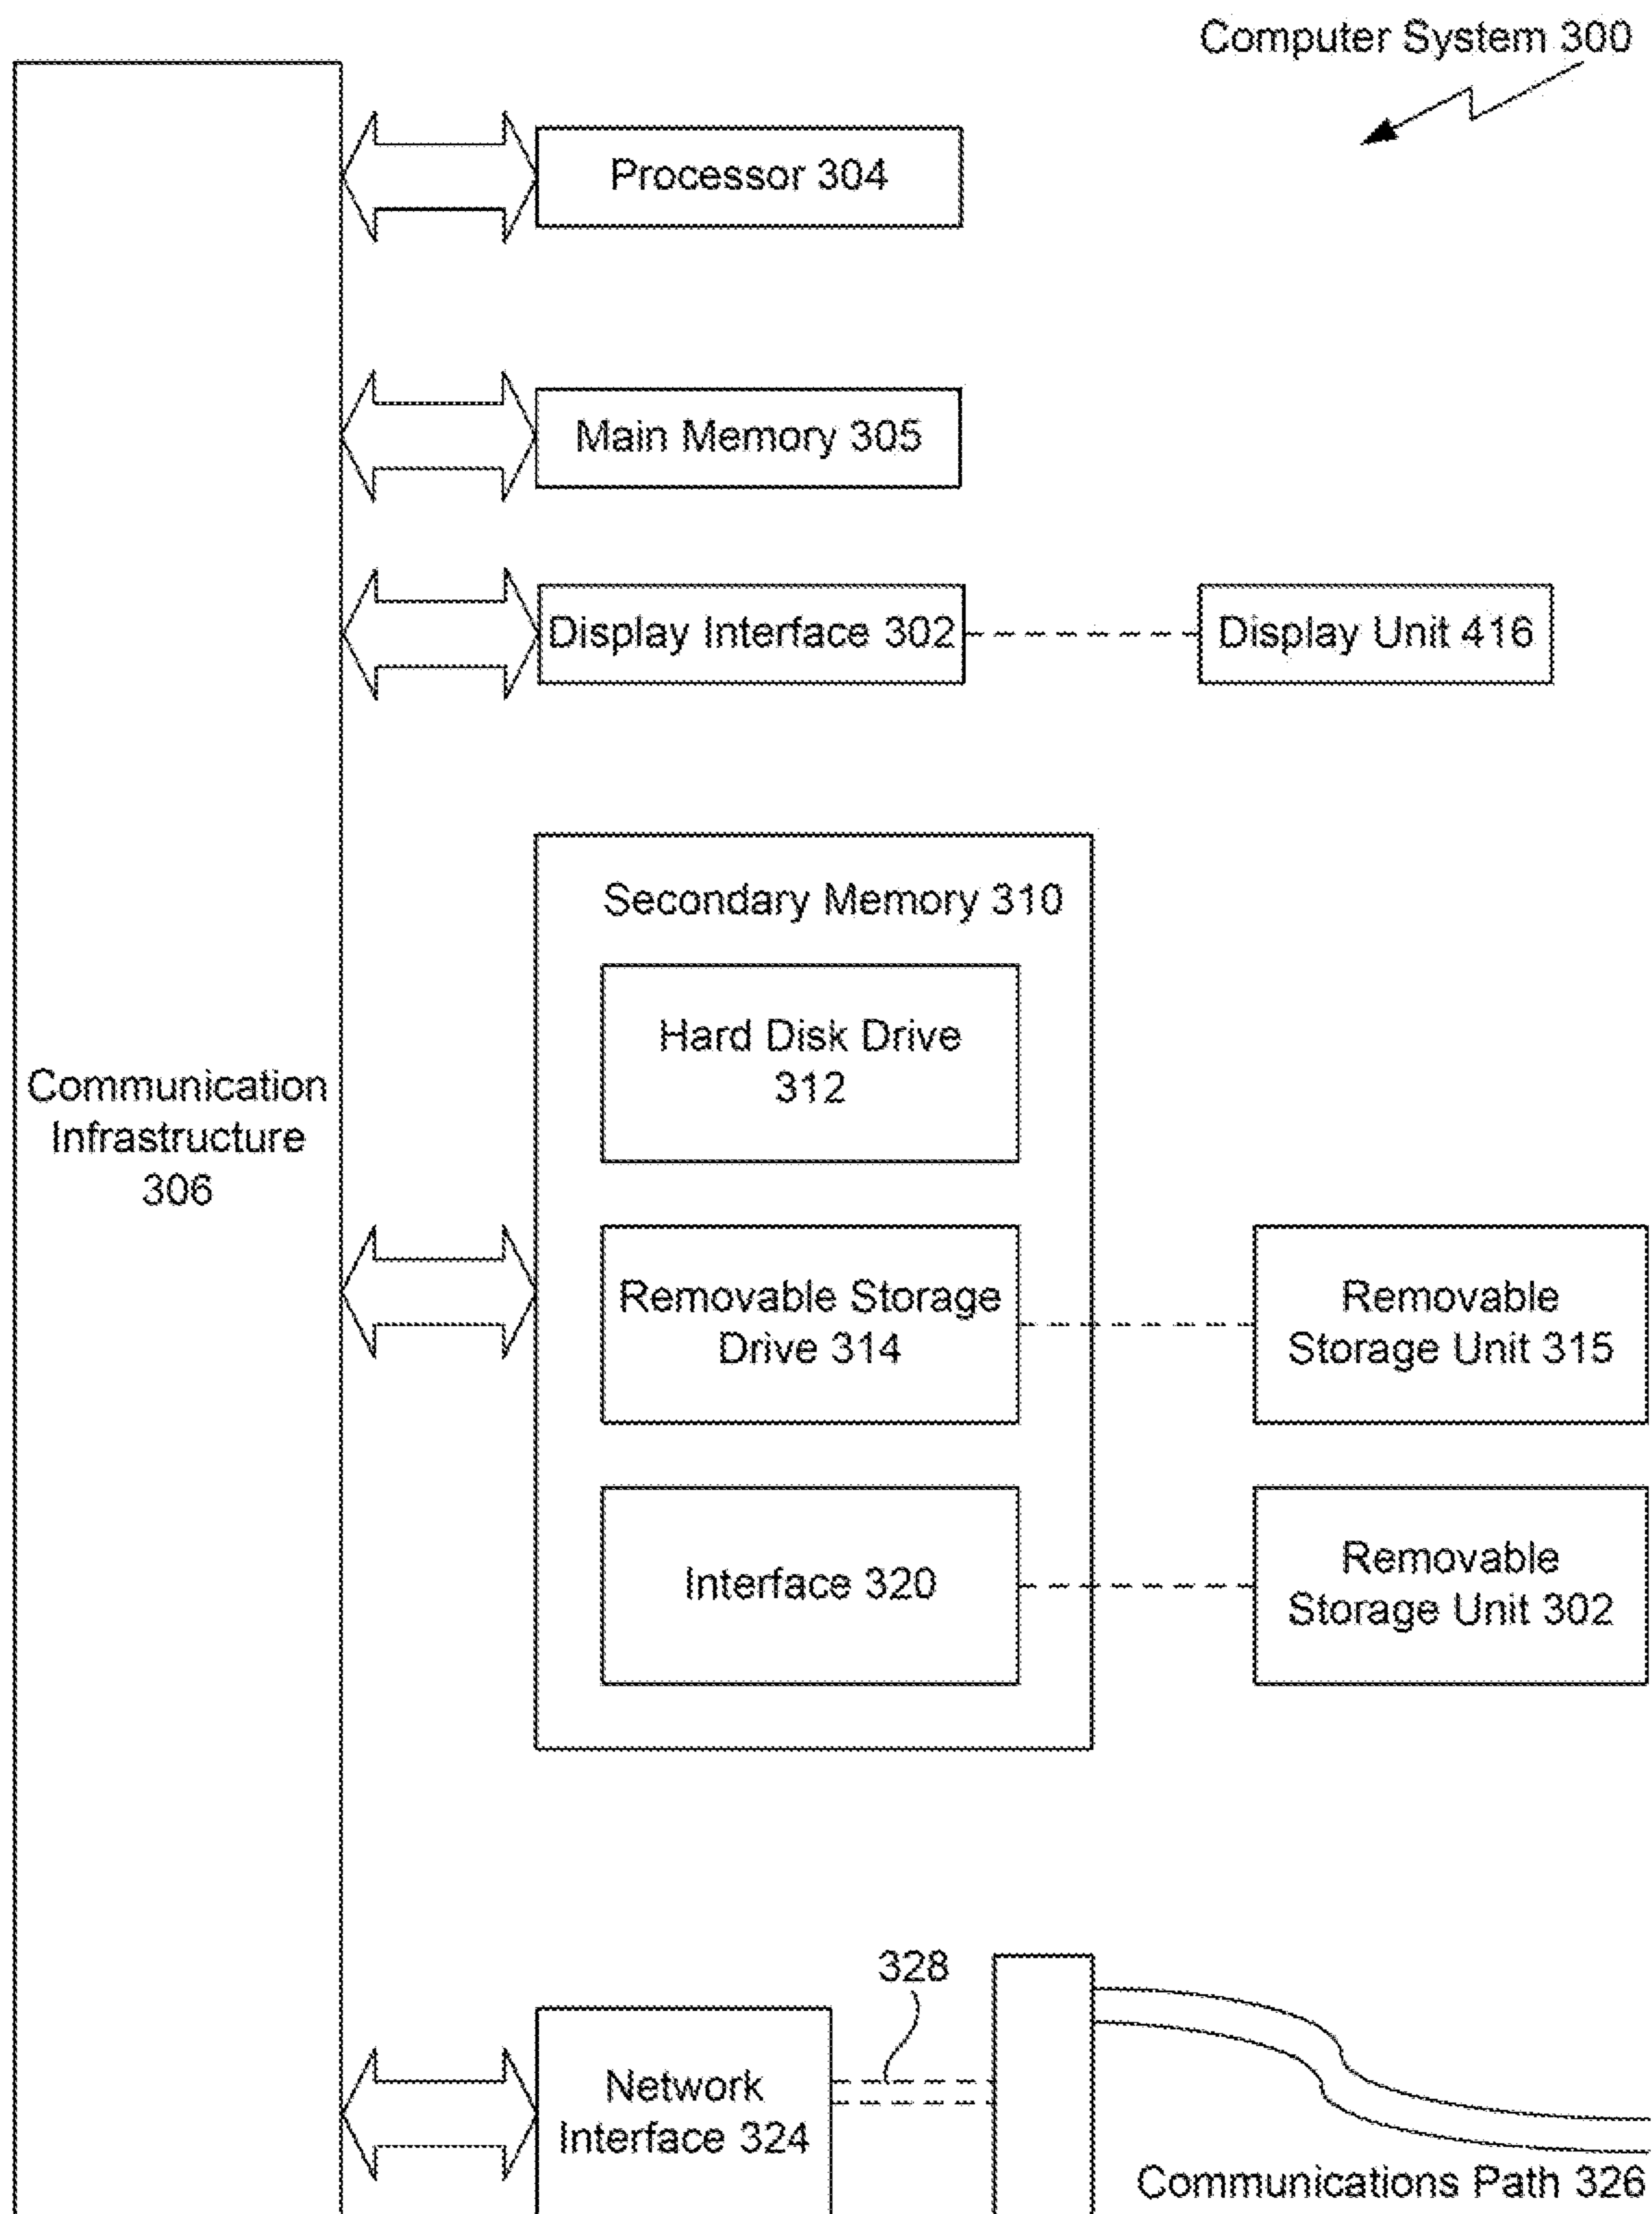 Computer System 300
Processor 304
Main Memory 305
Display Interface 302
Display Unit 416
Secondary Memory 310
Hard Disk Drive
312
Communication
Infrastructure
306
Removable Storage
Drive 314
Removable
Storage Unit 315
Interface 320
Removable
Storage Unit 302
328
Network
Interface 324
Communications Path 326